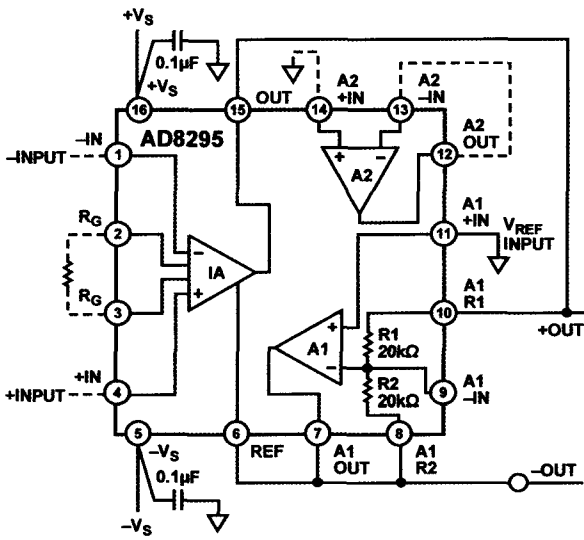 +VS
0.1µF
+VS
16
15
OUT
14
A2
+IN
13
A2
–IN
AD8295
–IN
–INPUT
1
A2
OUT
12
+ –
A2
RG
2
A1
+IN
11
VREF
INPUT
–
IA
+
RG
3
A1
R1
10
+OUT
+
A1
–
R1
20kΩ
R2
20kΩ
+IN
+INPUT
4
9
A1
–IN
5
–VS
6
REF
7
A1
OUT
8
A1
R2
0.1µF
–OUT
–VS